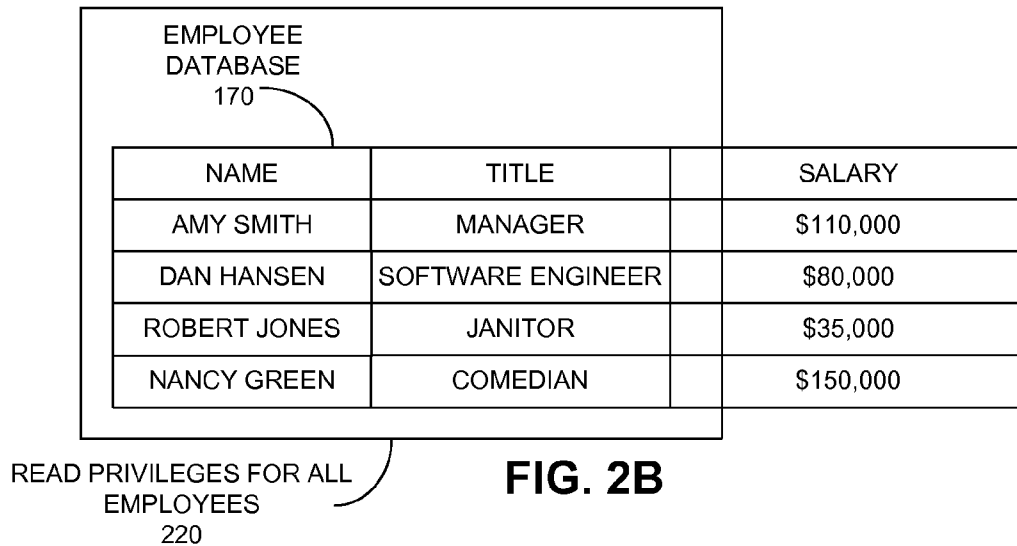 EMPLOYEE
DATABASE
170
NAME TITLE SALARY
AMY SMITH MANAGER $110,000
DAN HANSEN SOFTWARE ENGINEER $80,000
ROBERT JONES JANITOR $35,000
NANCY GREEN COMEDIAN $150,000
READ PRIVILEGES FOR ALL
EMPLOYEES
220
FIG. 2B